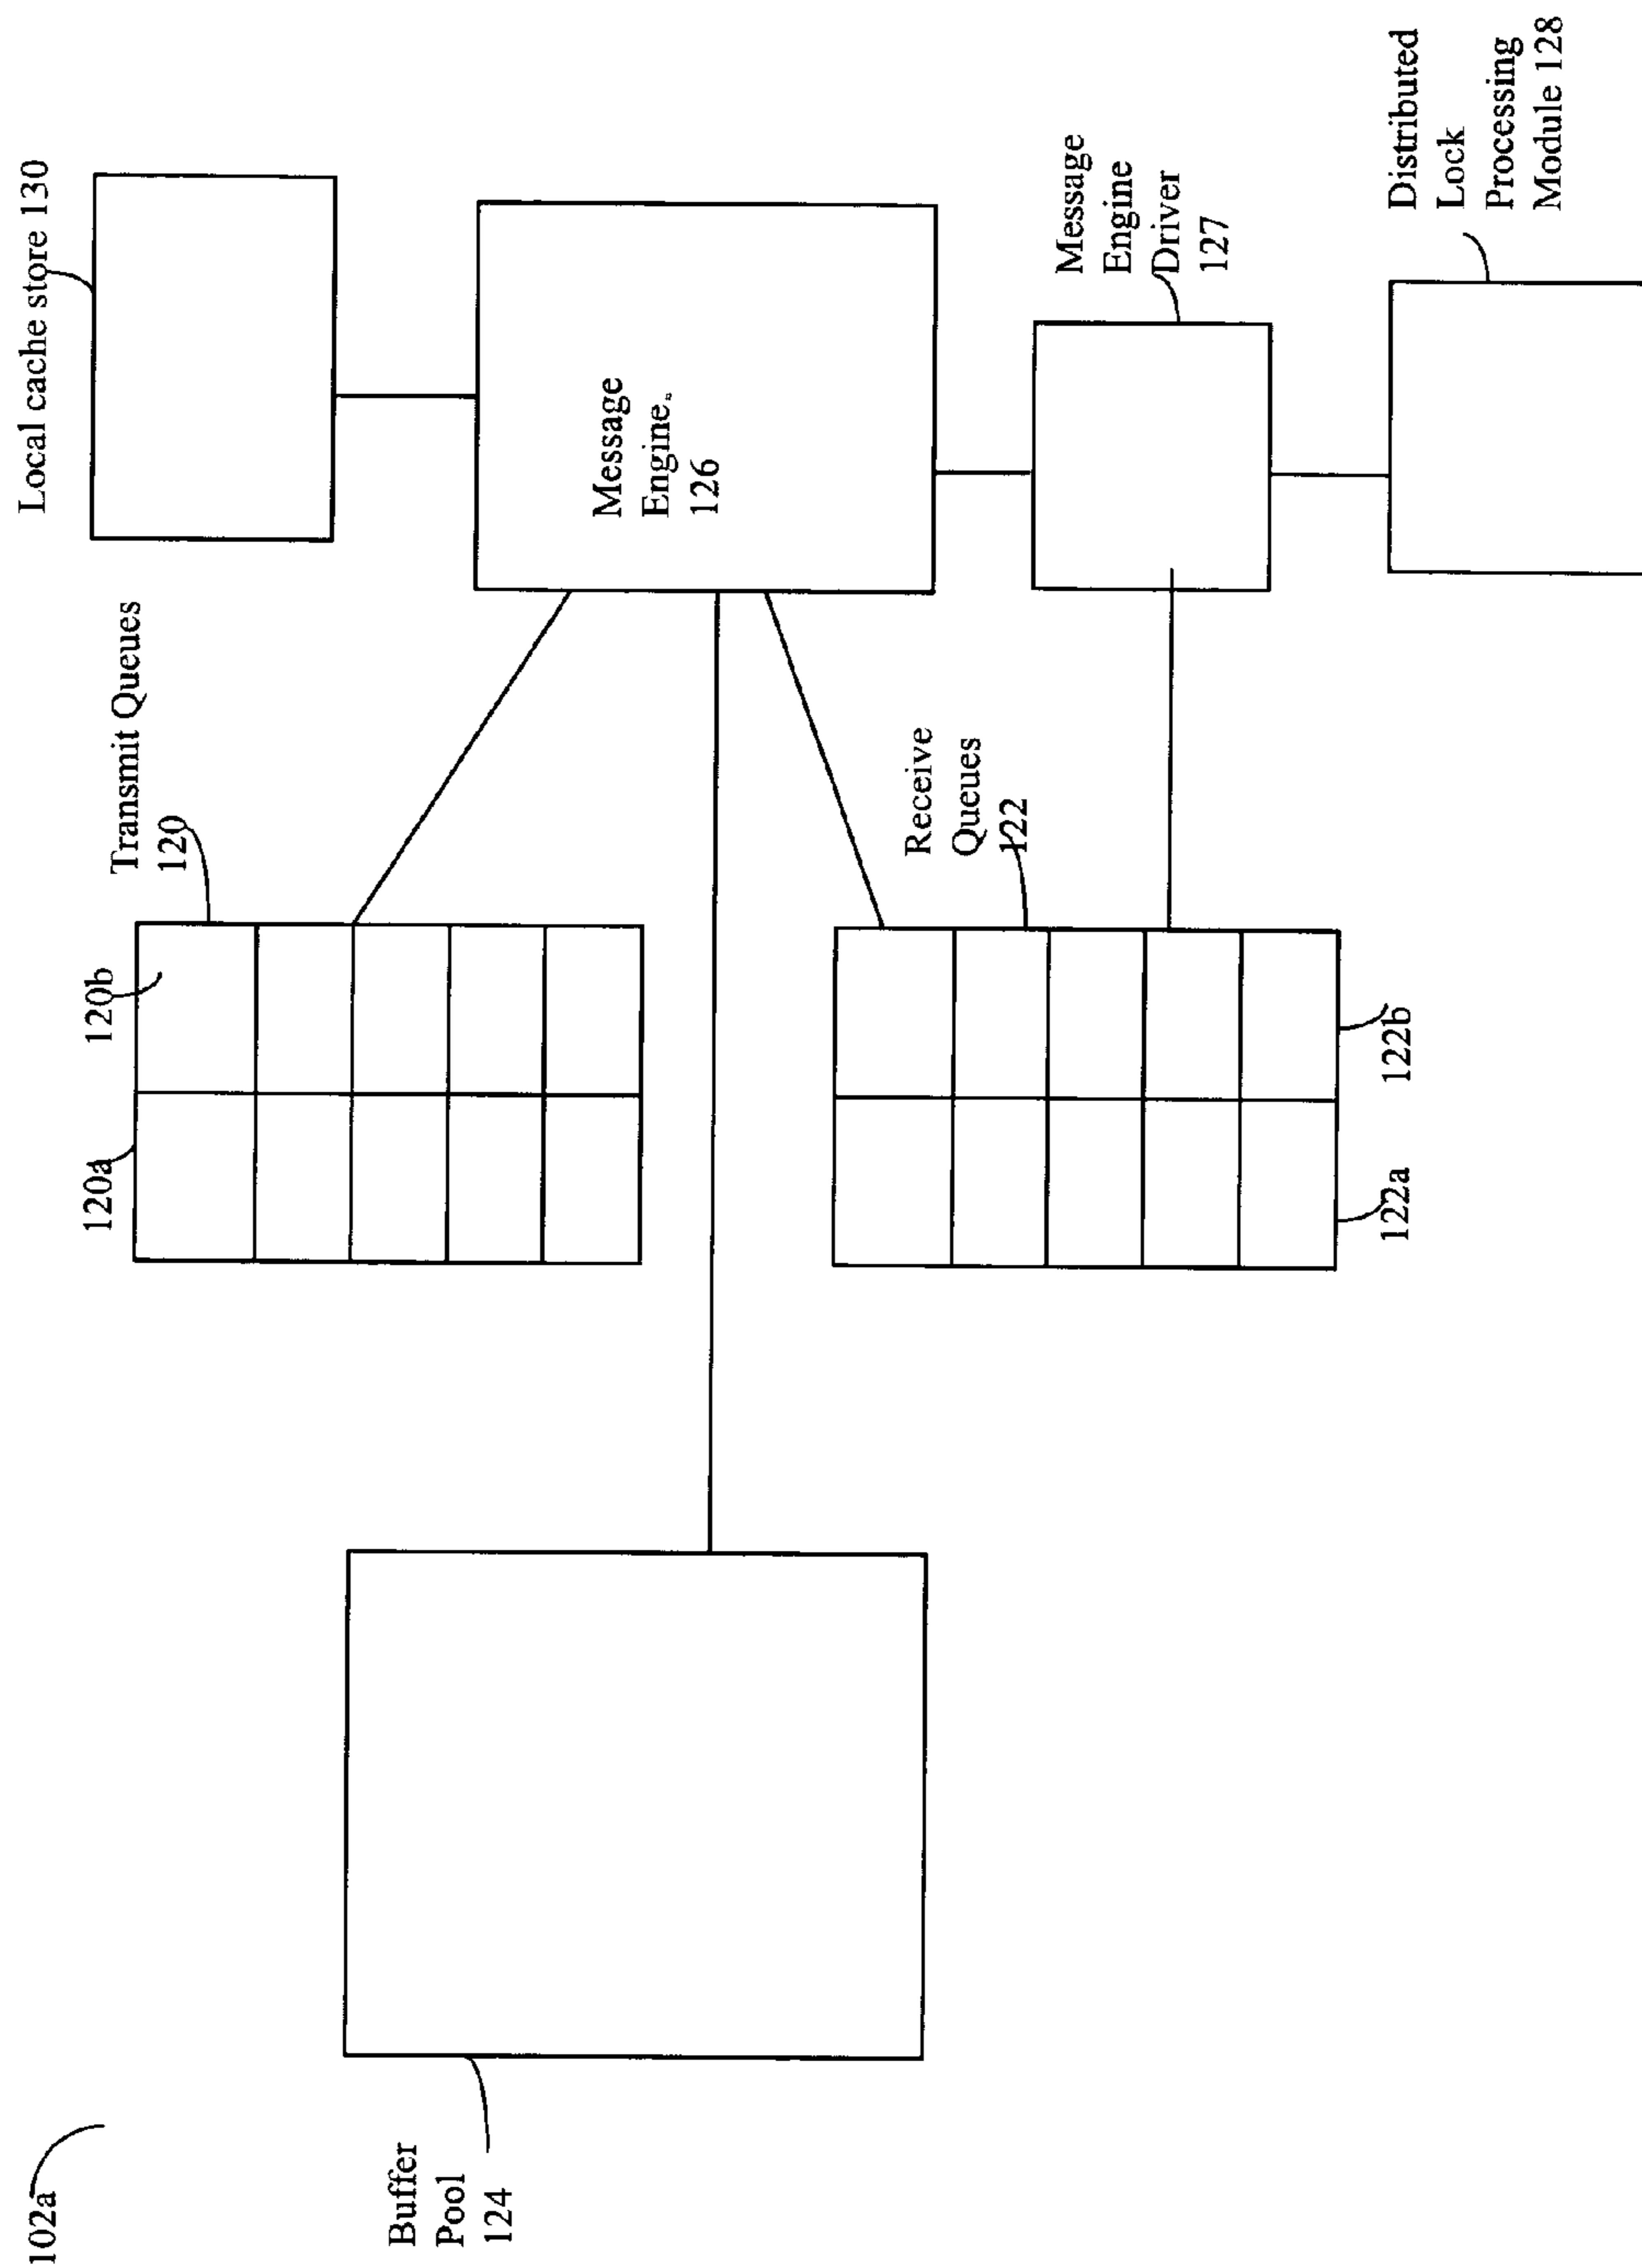 102a
Buffer
Pool
124
120a
120b
Transmit Queues
120
Local cache store 130
Message
Engine
126
Receive
Queues
122
122a
122b
Message
Engine
Driver
127
Distributed
Lock
Processing
Module 128